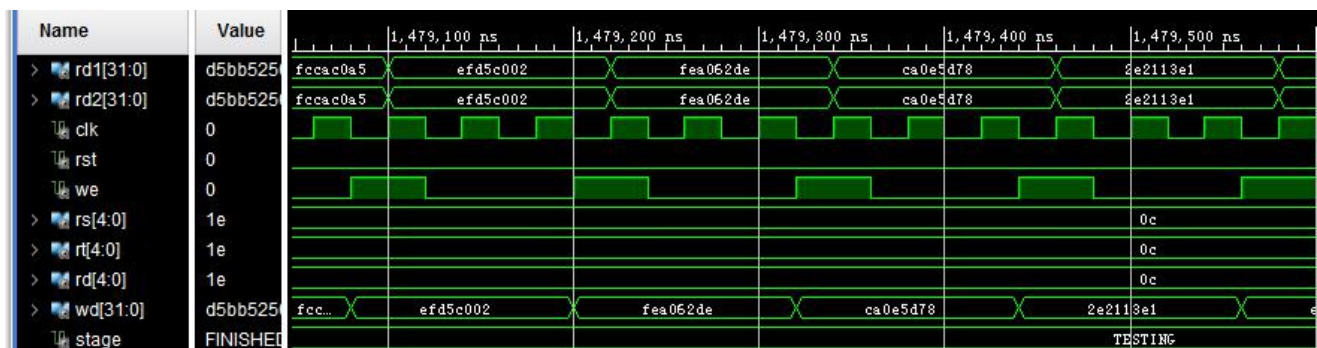 Name Value 1,479,100 ns 1,479,200 ns 1,479,300 ns 1,479,400 ns 1,479,500 ns
> rd1[31:0] d5bb525 fccac0a5 efd5c002 fea062de ca0e5d78 2e2113e1
> rd2[31:0] d5bb525 fccac0a5 efd5c002 fea062de ca0e5d78 2e2113e1
clk 0
rst 0
we 0
> rs[4:0] 1e 0c
> rt[4:0] 1e 0c
> rd[4:0] 1e 0c
> wd[31:0] d5bb525 fcc... efd5c002 fea062de ca0e5d78 2e2113e1
stage FINISHED TESTING